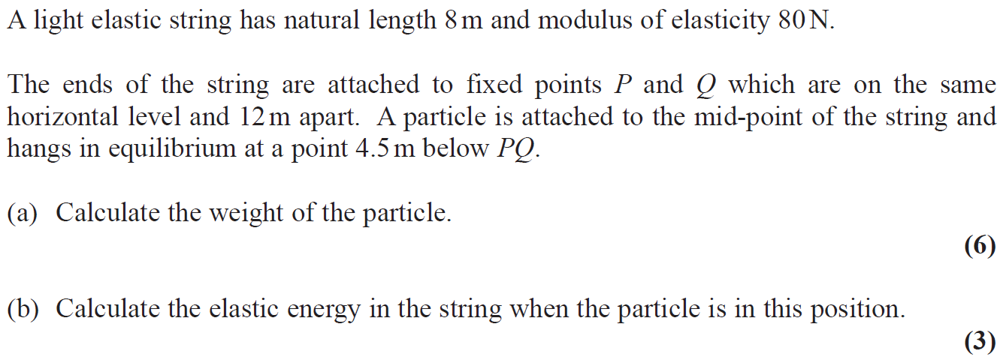 A light elastic string has natural length 8 m and modulus of elasticity 80 N.
The ends of the string are attached to fixed points P and Q which are on the same
horizontal level and 12 m apart. A particle is attached to the mid-point of the string and
hangs in equilibrium at a point 4.5 m below PQ.
(a) Calculate the weight of the particle.
(6)
(b) Calculate the elastic energy in the string when the particle is in this position.
(3)